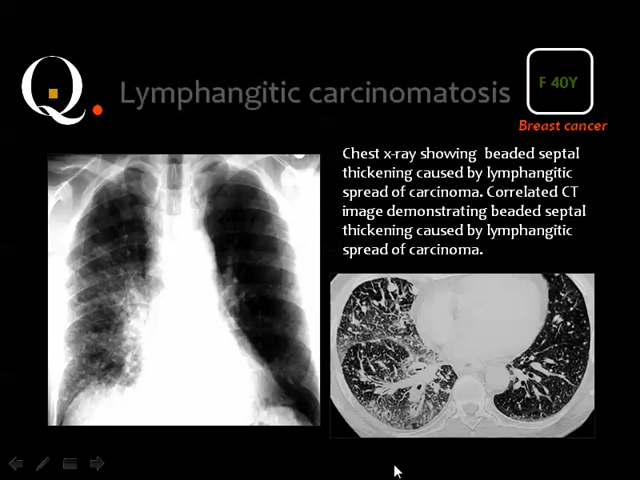 Q.
Lymphangitic carcinomatosis
F 40Y
Breast cancer
Chest x-ray showing beaded septal
thickening caused by lymphangitic
spread of carcinoma. Correlated CT
image demonstrating beaded septal
thickening caused by lymphangitic
spread of carcinoma.